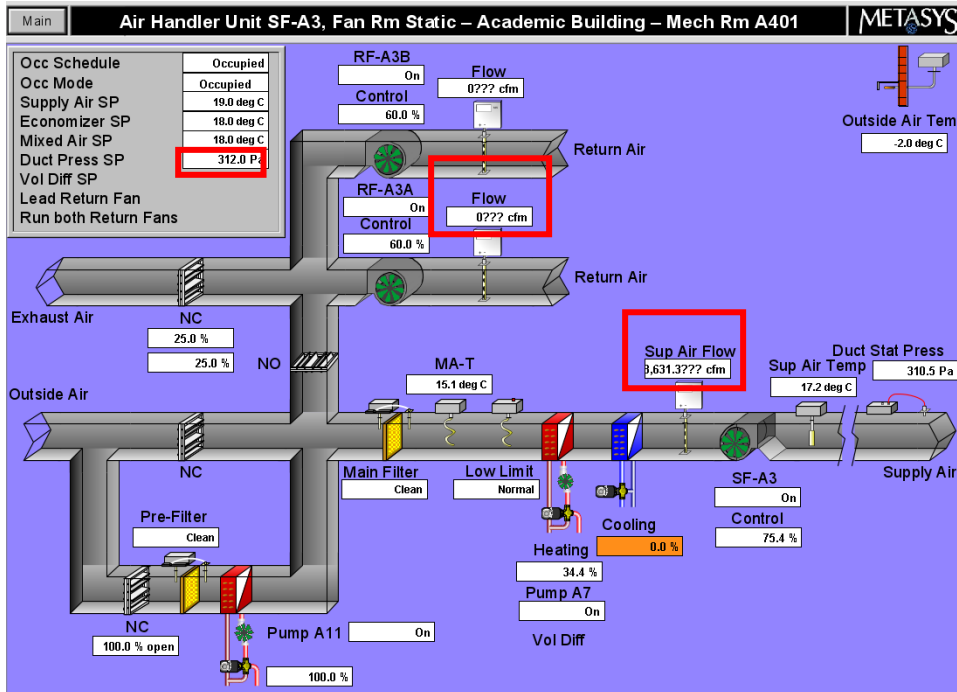 Main
Air Handler Unit SF-A3, Fan Rm Static – Academic Building – Mech Rm A401
METASYS
Occ Schedule Occupied
Occ Mode Occupied
Supply Air SP 19.0 deg C
Economizer SP 18.0 deg C
Mixed Air SP 18.0 deg C
Duct Press SP 312.0 Pa
Vol Diff SP
Lead Return Fan
Run both Return Fans
RF-A3B
On
Control
60.0 %
Flow
0??? cfm
Return Air
Outside Air Tem
-2.0 deg C
RF-A3A
On
Control
60.0 %
Flow
0??? cfm
Return Air
Exhaust Air
NC
25.0 %
25.0 %
NO
MA-T
15.1 deg C
Sup Air Flow
3,631.3??? cfm
Sup Air Temp
17.2 deg C
Duct Stat Press
310.5 Pa
Outside Air
NC
Main Filter
Clean
Low Limit
Normal
SF-A3
On
Control
75.4 %
Supply Air
Pre-Filter
Clean
Cooling
0.0 %
Heating
34.4 %
Pump A7
On
Vol Diff
NC
100.0 % open
Pump A11 On
100.0 %